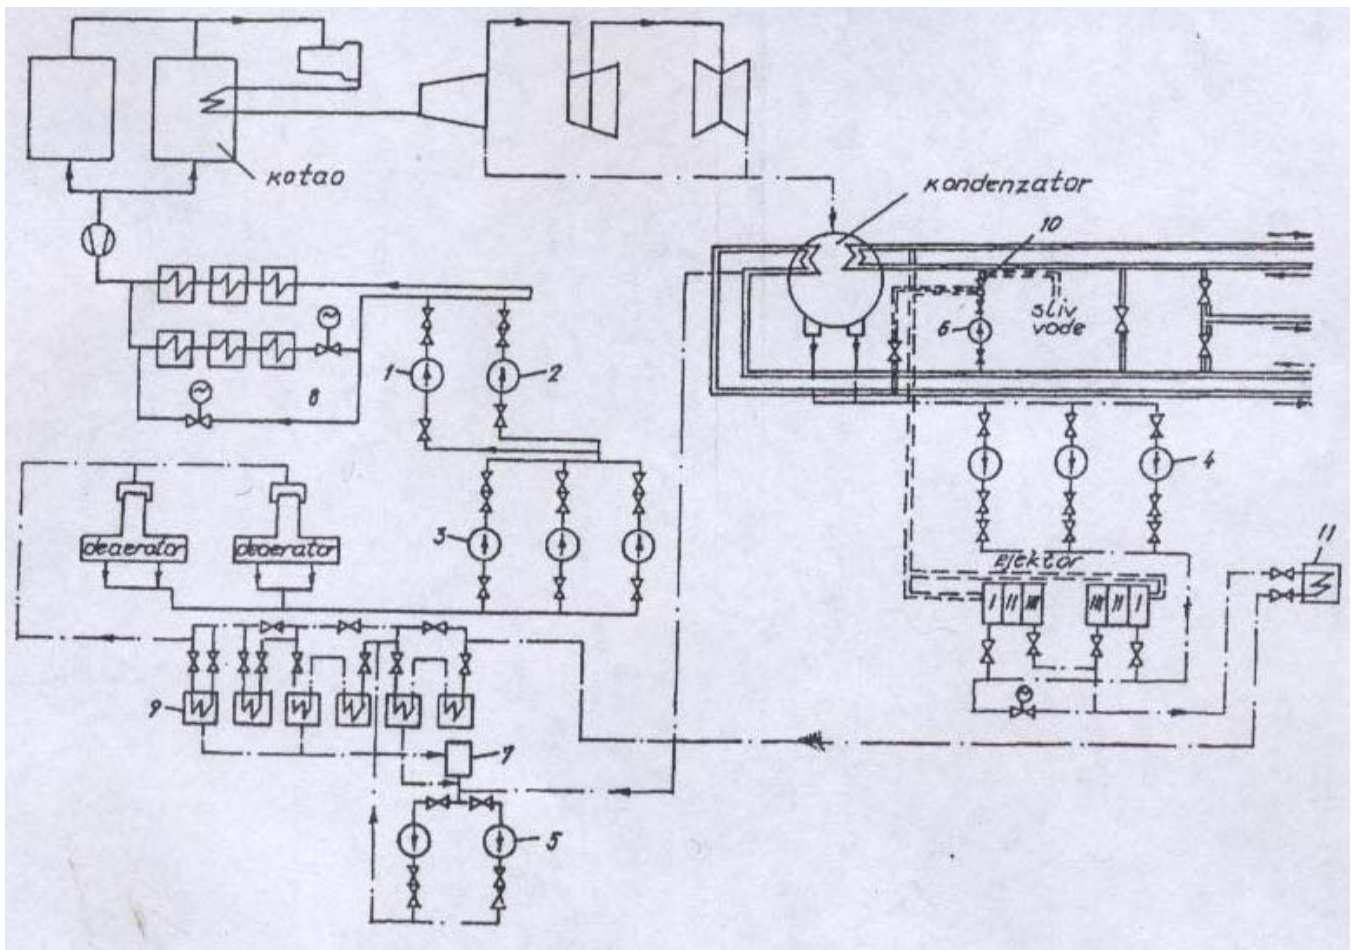 котао
kondenzator
10
sliv
vode
6
1
2
8
4
3
deaerator
deaerator
Ejektor
11
I II III
III II I
9
7
5